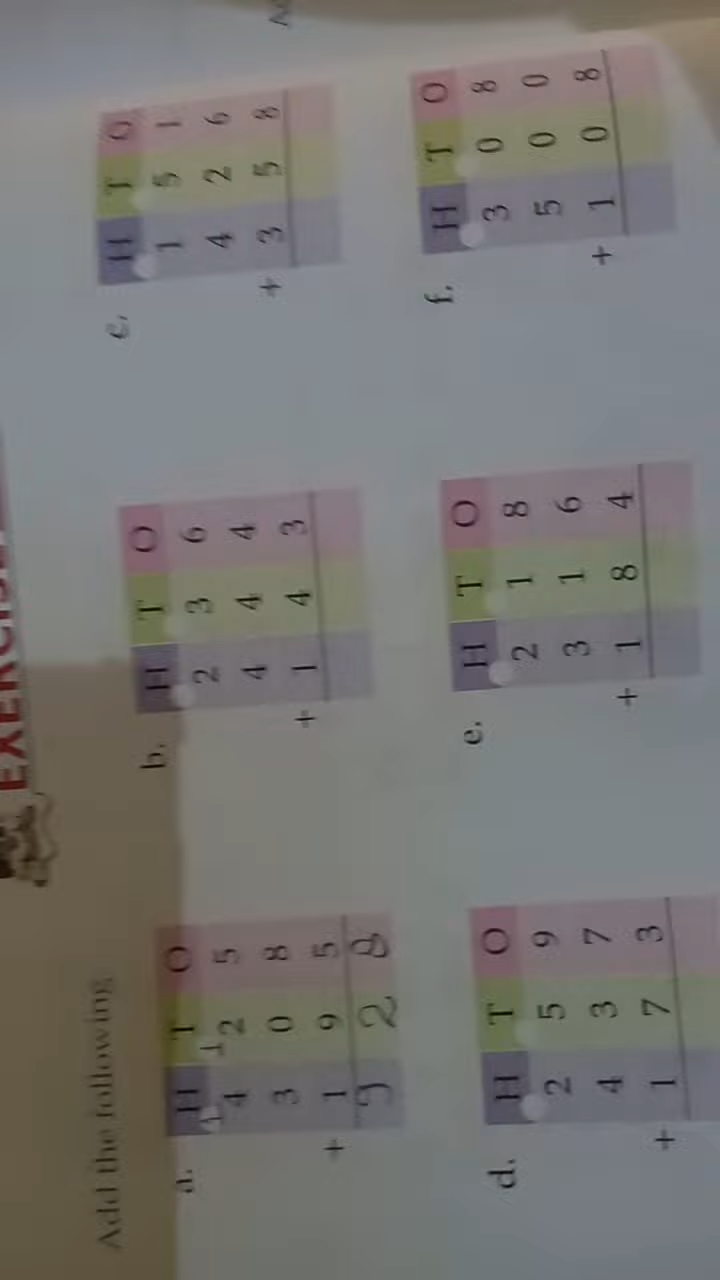 EXERCISE
Add the following
a.
H T O
1 1
4 2 5
3 0 8
+ 1 9 5
9 2 8
b.
H T O
2 3 6
4 4 4
+ 1 4 3
c.
H T O
1 5 1
4 2 6
+ 3 5 8
d.
H T O
2 5 9
4 3 7
+ 1 7 3
e.
H T O
2 1 8
3 1 6
+ 1 8 4
f.
H T O
3 0 8
5 0 0
+ 1 0 8